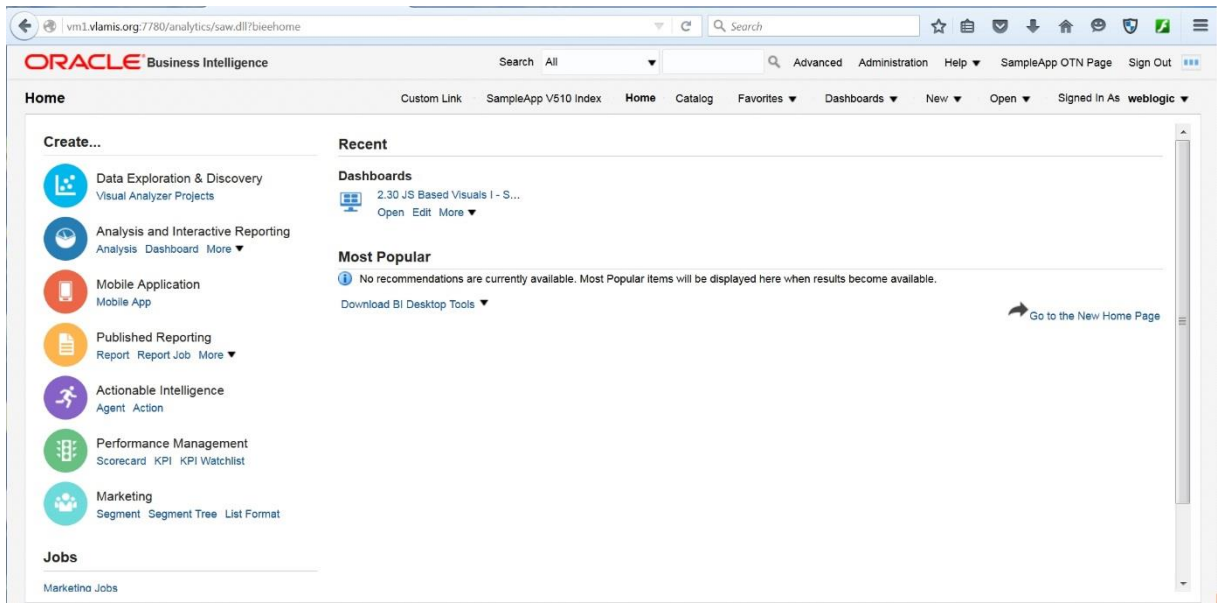 vm1.vlamis.org:7780/analytics/saw.dll?bieehome
Search
ORACLE Business Intelligence
Search All
Advanced Administration Help SampleApp OTN Page Sign Out
Home
Custom Link SampleApp V510 Index Home Catalog Favorites Dashboards New Open Signed In As weblogic
Create...
Data Exploration & Discovery
Visual Analyzer Projects
Analysis and Interactive Reporting
Analysis Dashboard More
Mobile Application
Mobile App
Published Reporting
Report Report Job More
Actionable Intelligence
Agent Action
Performance Management
Scorecard KPI KPI Watchlist
Marketing
Segment Segment Tree List Format
Jobs
Marketing Jobs
Recent
Dashboards
2.30 JS Based Visuals I - S...
Open Edit More
Most Popular
No recommendations are currently available. Most Popular items will be displayed here when results become available.
Download BI Desktop Tools
Go to the New Home Page